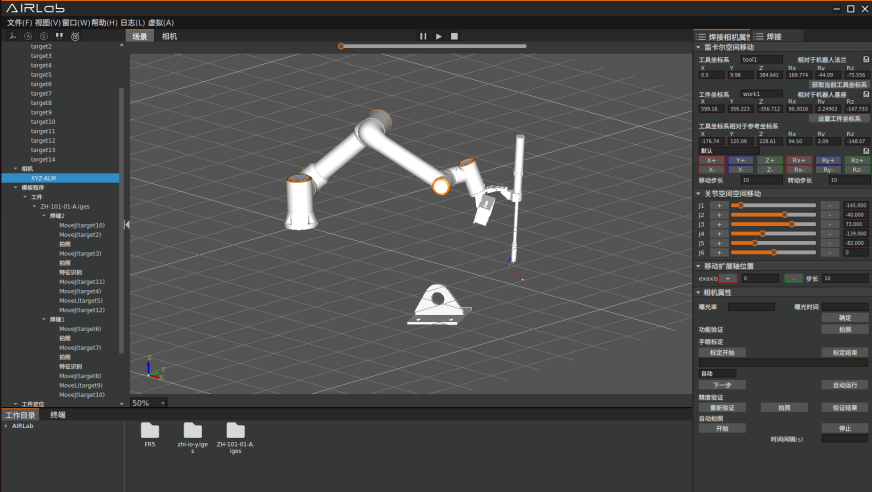 AIRLab
文件(F) 视图(V) 窗口(W) 帮助(H) 日志(L) 虚拟(A)
target2
target3
target4
target5
target6
target7
target8
target9
target10
target11
target12
target13
target14
相机
XYZ-ALM
模板程序
工件
ZH-101-01-A.iges
焊缝2
MoveJ(target10)
MoveJ(target2)
拍照
MoveJ(target3)
拍照
特征识别
MoveJ(target11)
MoveJ(target4)
MoveL(target5)
MoveJ(target12)
焊缝1
MoveJ(target6)
拍照
MoveJ(target7)
拍照
特征识别
MoveJ(target8)
MoveL(target9)
MoveJ(target10)
工件定位
场景 相机
50%
工作目录 终端
AIRLab
FR5
zhi-jo-y.ige
s
ZH-101-01-A.
iges
焊接相机属性 焊接
笛卡尔空间移动
工具坐标系 tool1 相对于机器人法兰
X Y Z Rx Ry Rz
0.5 9.98 384.641 169.774 -44.09 -75.556
获取当前工具坐标系
工件坐标系 work1 相对于机器人基座
X Y Z Rx Ry Rz
599.16 356.223 -356.712 90.3016 2.24903 -147.733
设置工件坐标系
工具坐标系相对于参考坐标系
X Y Z Rx Ry Rz
-176.74 125.09 228.61 94.50 2.09 -148.07
默认
X+ Y+ Z+ Rx+ Ry+ Rz+
X- Y- Z- Rx- Ry- Rz-
移动步长 10 转动步长 10
关节空间空间移动
J1 + - -145.000
J2 + - -40.000
J3 + - 73.000
J4 + - -139.000
J5 + - -82.000
J6 + - 0
移动扩展轴位置
exaxis + 0 - 步长 10
相机属性
曝光率 曝光时间
确定
功能验证 拍照
手眼标定
标定开始 标定结束
自动
下一步 自动运行
精度验证
重新验证 拍照 验证结果
自动拍照
开始 停止
时间间隔(s)